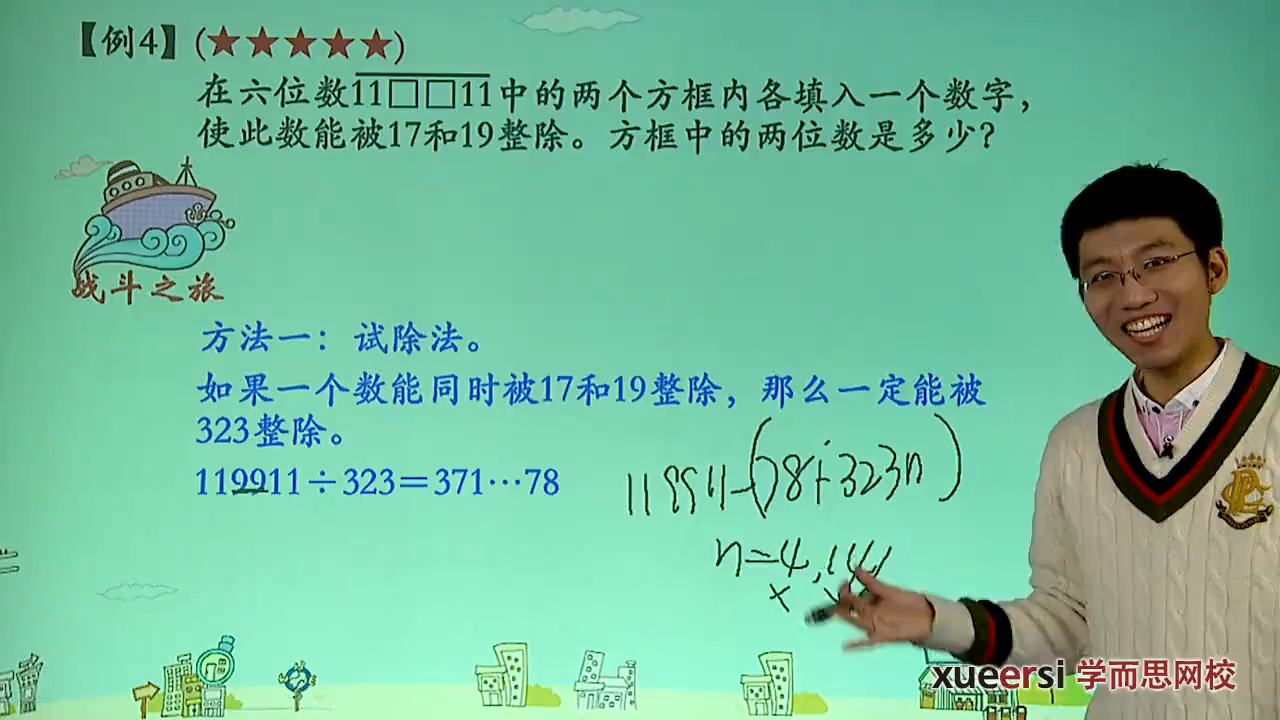 【例4】(★★★★★)
在六位数11□□11中的两个方框内各填入一个数字，
使此数能被17和19整除。方框中的两位数是多少？
战斗之旅
方法一：试除法。
如果一个数能同时被17和19整除，那么一定能被
323整除。
119911÷323＝371…78
119911-(78+323n)
n=4,14
× ×
xueersi 学而思网校